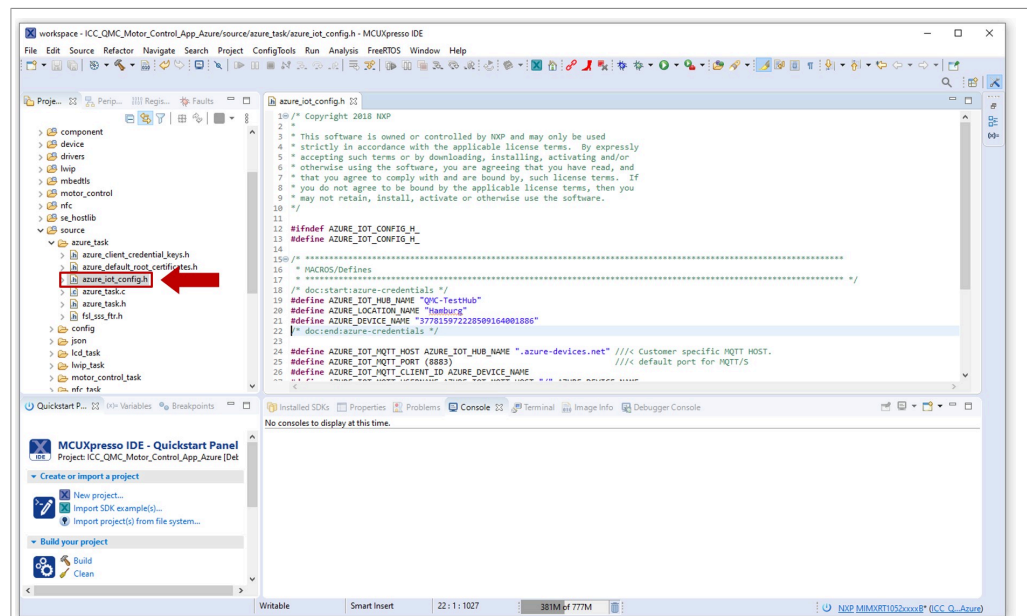 workspace - ICC_QMC_Motor_Control_App_Azure/source/azure_task/azure_iot_config.h - MCUXpresso IDE
File Edit Source Refactor Navigate Search Project ConfigTools Run Analysis FreeRTOS Window Help
Proje... Perip... Regis... Faults
component
device
drivers
lwip
mbedtls
motor_control
nfc
se_hostlib
source
azure_task
azure_client_credential_keys.h
azure_default_root_certificates.h
azure_iot_config.h
azure_task.c
azure_task.h
fsl_sss_ftr.h
config
json
lcd_task
lwip_task
motor_control_task
nfc_task
azure_iot_config.h
1 /* Copyright 2018 NXP
2 *
3 * This software is owned or controlled by NXP and may only be used
4 * strictly in accordance with the applicable license terms. By expressly
5 * accepting such terms or by downloading, installing, activating and/or
6 * otherwise using the software, you are agreeing that you have read, and
7 * that you agree to comply with and are bound by, such license terms. If
8 * you do not agree to be bound by the applicable license terms, then you
9 * may not retain, install, activate or otherwise use the software.
10 */
11
12 #ifndef AZURE_IOT_CONFIG_H_
13 #define AZURE_IOT_CONFIG_H_
14
15 /* *******************************************************************************************************
16 * MACROS/Defines
17 * ******************************************************************************************************* */
18 /* doc:start:azure-credentials */
19 #define AZURE_IOT_HUB_NAME "QMC-TestHub"
20 #define AZURE_LOCATION_NAME "Hamburg"
21 #define AZURE_DEVICE_NAME "377815972228509164001886"
22 /* doc:end:azure-credentials */
23
24 #define AZURE_IOT_MQTT_HOST AZURE_IOT_HUB_NAME ".azure-devices.net" ///< Customer specific MQTT HOST.
25 #define AZURE_IOT_MQTT_PORT (8883) ///< default port for MQTT/S
26 #define AZURE_IOT_MQTT_CLIENT_ID AZURE_DEVICE_NAME
Quickstart P... Variables Breakpoints
MCUXpresso IDE - Quickstart Panel
IDE Project: ICC_QMC_Motor_Control_App_Azure [Det
Create or import a project
New project...
Import SDK example(s)...
Import project(s) from file system...
Build your project
Build
Clean
Installed SDKs Properties Problems Console Terminal Image Info Debugger Console
No consoles to display at this time.
Writable Smart Insert 22 : 1 : 1027 381M of 777M NXP MIMXRT1052xxxxB* (ICC_Q...Azure)